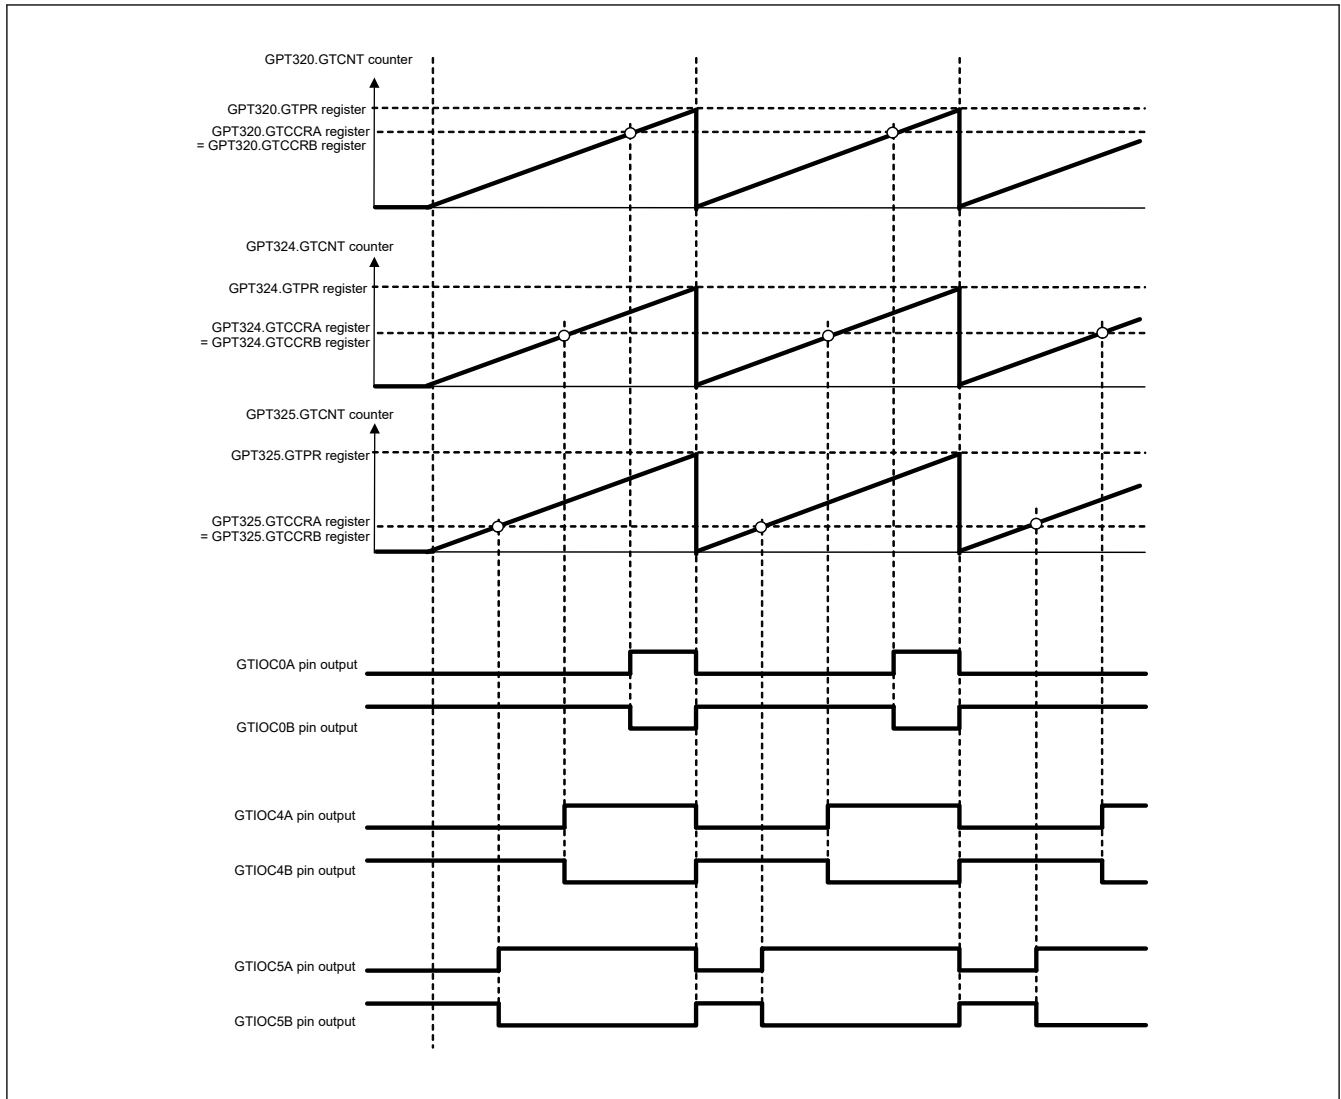 GPT320.GTCNT counter
GPT320.GTPR register
GPT320.GTCCRA register
= GPT320.GTCCRB register
GPT324.GTCNT counter
GPT324.GTPR register
GPT324.GTCCRA register
= GPT324.GTCCRB register
GPT325.GTCNT counter
GPT325.GTPR register
GPT325.GTCCRA register
= GPT325.GTCCRB register
GTIOC0A pin output
GTIOC0B pin output
GTIOC4A pin output
GTIOC4B pin output
GTIOC5A pin output
GTIOC5B pin output